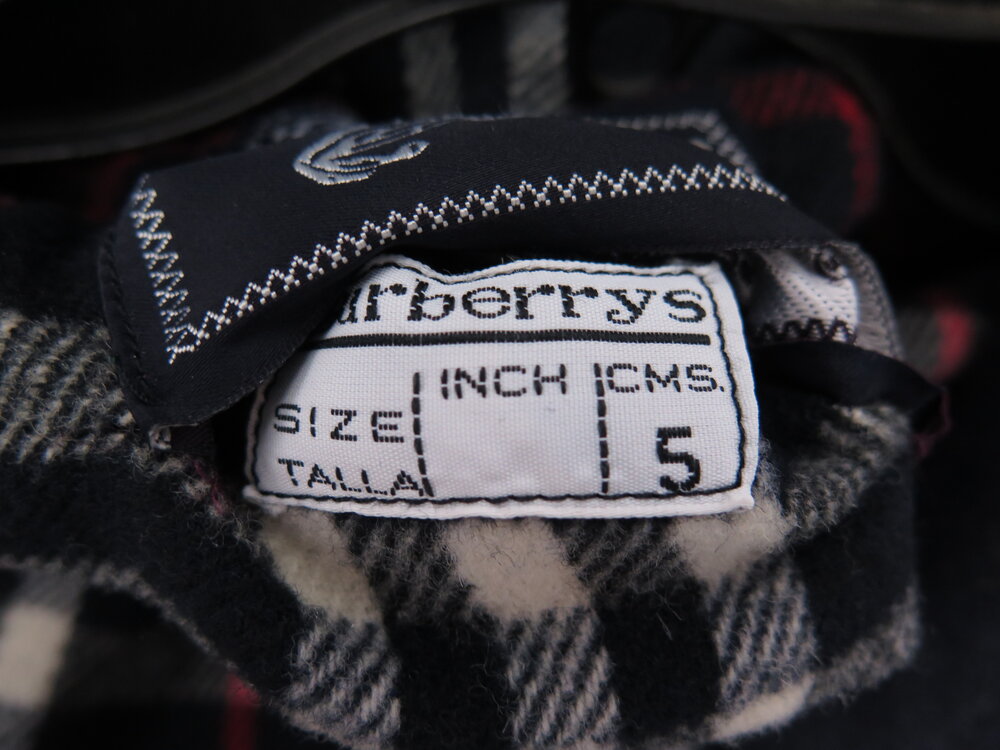 urberrys
INCH CMS.
SIZE 5
TALLA